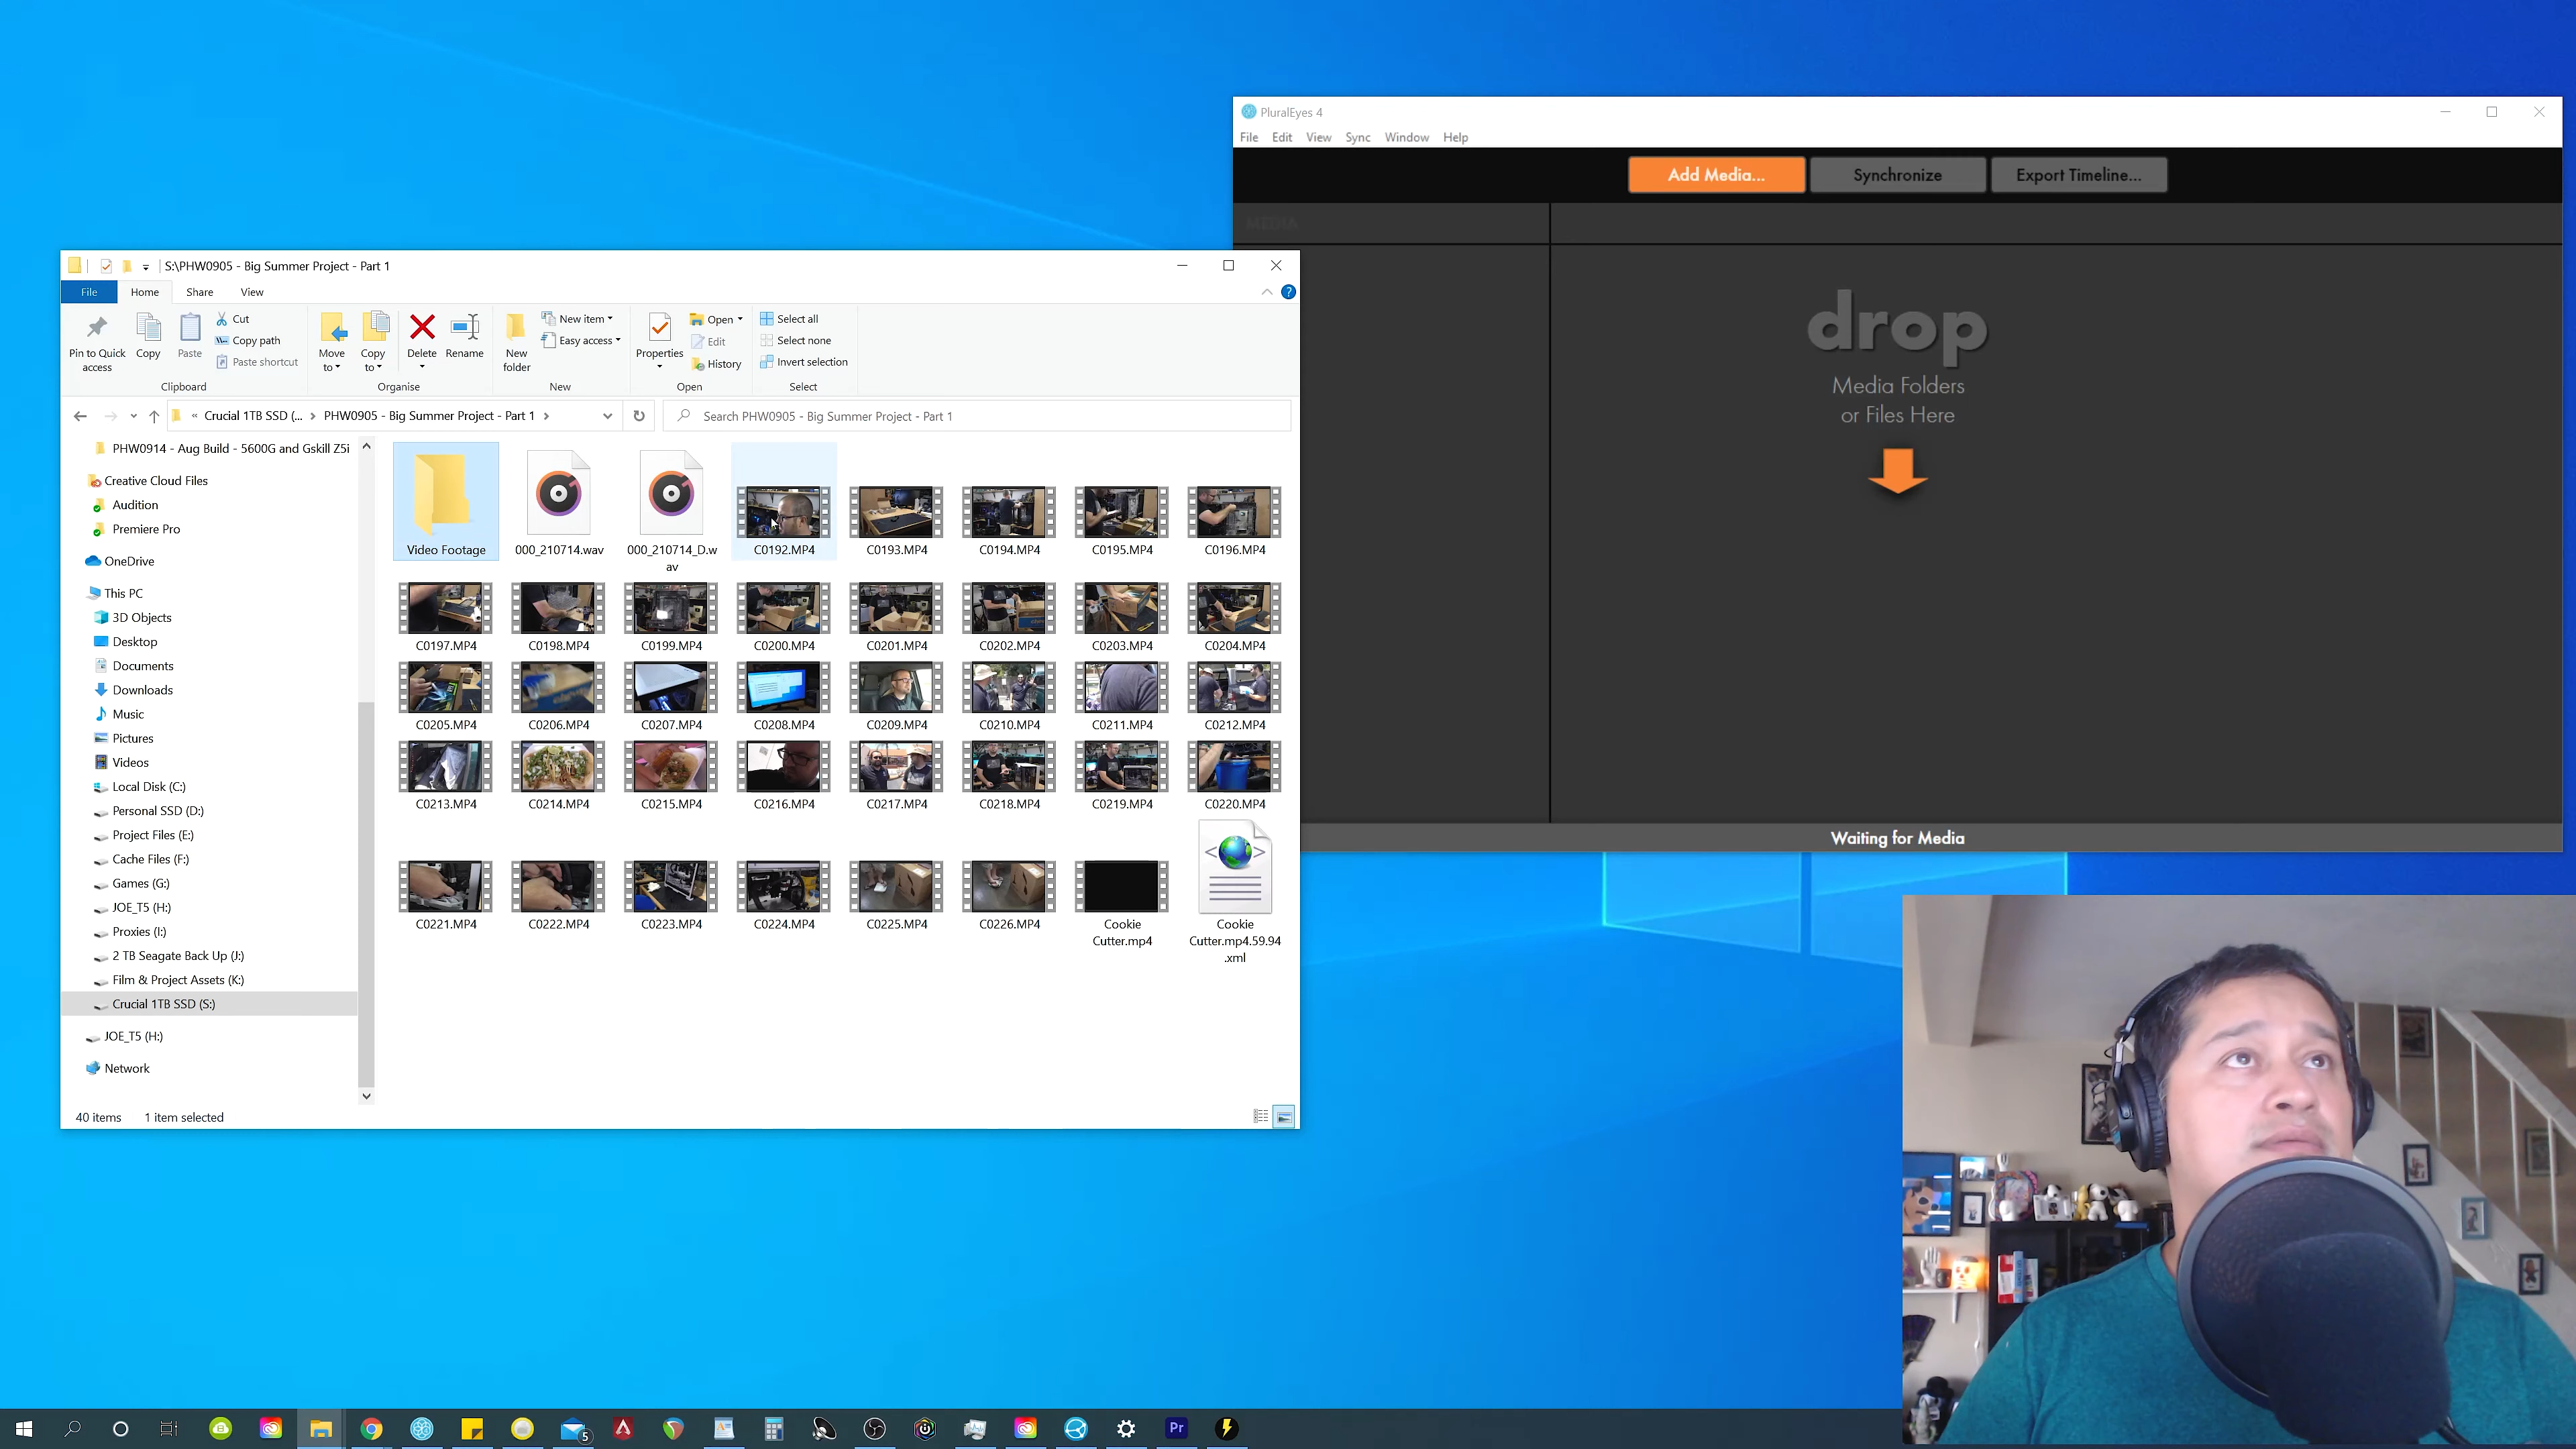 PluralEyes 4
File Edit View Sync Window Help
Add Media... Synchronize Export Timeline...
MEDIA
drop
Media Folders
or Files Here
Waiting for Media
S:\PHW0905 - Big Summer Project - Part 1
File Home Share View
Pin to Quick access
Copy
Paste
Cut
Copy path
Paste shortcut
Clipboard
Move to
Copy to
Delete
Rename
Organise
New folder
New item
Easy access
New
Properties
Open
Edit
History
Open
Select all
Select none
Invert selection
Select
« Crucial 1TB SSD (... > PHW0905 - Big Summer Project - Part 1 >
Search PHW0905 - Big Summer Project - Part 1
PHW0914 - Aug Build - 5600G and Gskill Z5i
Creative Cloud Files
Audition
Premiere Pro
OneDrive
This PC
3D Objects
Desktop
Documents
Downloads
Music
Pictures
Videos
Local Disk (C:)
Personal SSD (D:)
Project Files (E:)
Cache Files (F:)
Games (G:)
JOE_T5 (H:)
Proxies (I:)
2 TB Seagate Back Up (J:)
Film & Project Assets (K:)
Crucial 1TB SSD (S:)
JOE_T5 (H:)
Network
Video Footage 000_210714.wav 000_210714_D.wav C0192.MP4 C0193.MP4 C0194.MP4 C0195.MP4 C0196.MP4
C0197.MP4 C0198.MP4 C0199.MP4 C0200.MP4 C0201.MP4 C0202.MP4 C0203.MP4 C0204.MP4
C0205.MP4 C0206.MP4 C0207.MP4 C0208.MP4 C0209.MP4 C0210.MP4 C0211.MP4 C0212.MP4
C0213.MP4 C0214.MP4 C0215.MP4 C0216.MP4 C0217.MP4 C0218.MP4 C0219.MP4 C0220.MP4
C0221.MP4 C0222.MP4 C0223.MP4 C0224.MP4 C0225.MP4 C0226.MP4 Cookie Cutter.mp4 Cookie Cutter.mp4.59.94.xml
40 items 1 item selected
5
Pr